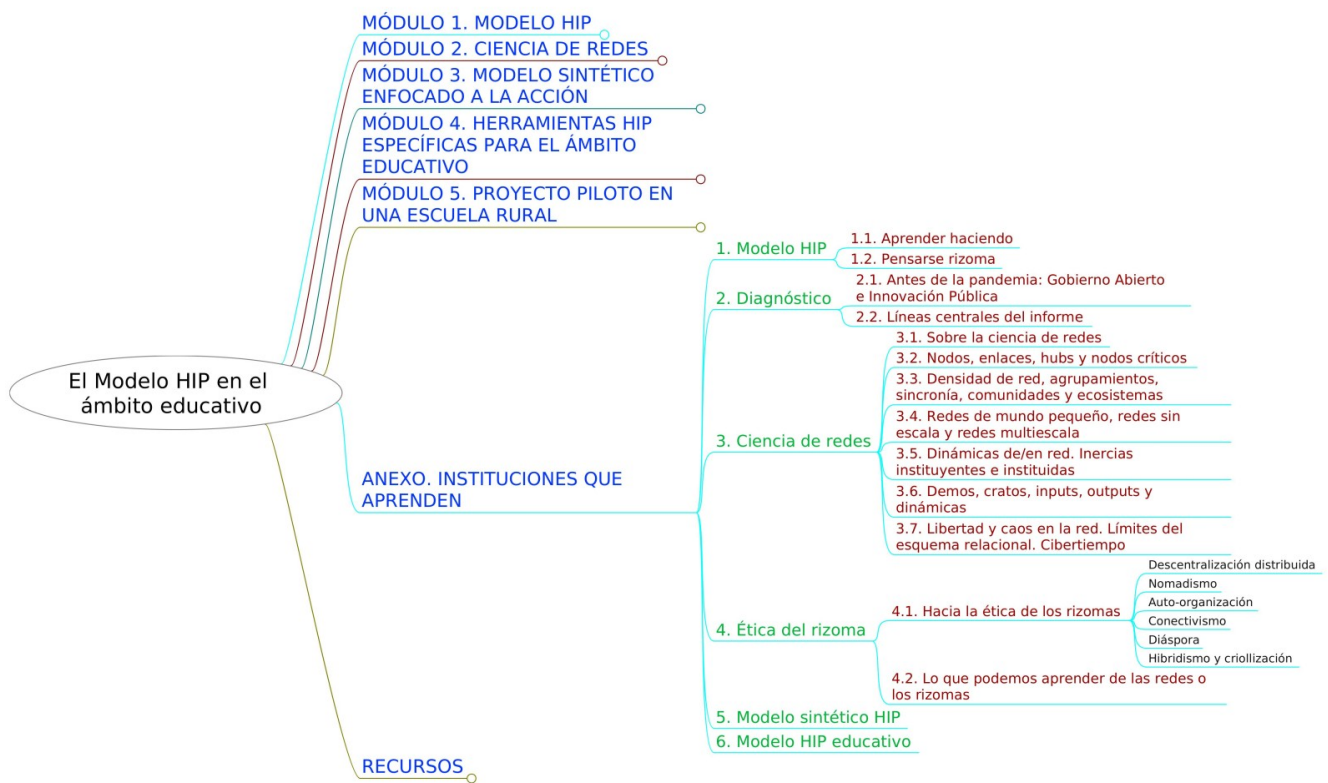 El Modelo HIP en el
ámbito educativo
MÓDULO 1. MODELO HIP
MÓDULO 2. CIENCIA DE REDES
MÓDULO 3. MODELO SINTÉTICO
ENFOCADO A LA ACCIÓN
MÓDULO 4. HERRAMIENTAS HIP
ESPECÍFICAS PARA EL ÁMBITO
EDUCATIVO
MÓDULO 5. PROYECTO PILOTO EN
UNA ESCUELA RURAL
ANEXO. INSTITUCIONES QUE
APRENDEN
1. Modelo HIP
1.1. Aprender haciendo
1.2. Pensarse rizoma
2. Diagnóstico
2.1. Antes de la pandemia: Gobierno Abierto
e Innovación Pública
2.2. Líneas centrales del informe
3. Ciencia de redes
3.1. Sobre la ciencia de redes
3.2. Nodos, enlaces, hubs y nodos críticos
3.3. Densidad de red, agrupamientos,
sincronía, comunidades y ecosistemas
3.4. Redes de mundo pequeño, redes sin
escala y redes multiescala
3.5. Dinámicas de/en red. Inercias
instituyentes e instituidas
3.6. Demos, cratos, inputs, outputs y
dinámicas
3.7. Libertad y caos en la red. Límites del
esquema relacional. Cibertiempo
4. Ética del rizoma
4.1. Hacia la ética de los rizomas
Descentralización distribuida
Nomadismo
Auto-organización
Conectivismo
Diáspora
Hibridismo y criollización
4.2. Lo que podemos aprender de las redes o
los rizomas
5. Modelo sintético HIP
6. Modelo HIP educativo
RECURSOS